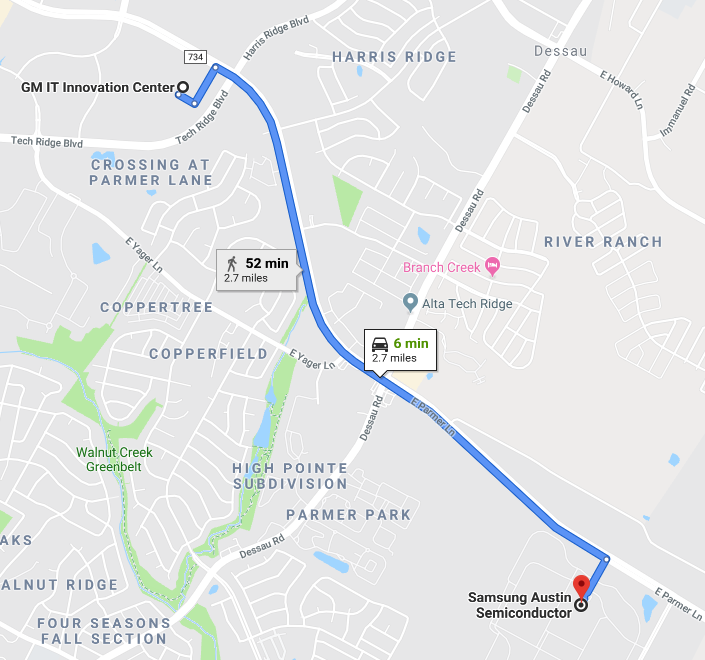 Harris Ridge Blvd
734
HARRIS RIDGE
Dessau
GM IT Innovation Center
Dessau Rd
E Howard Ln
Immanuel Rd
Tech Ridge Blvd
Tech Ridge Blvd
CROSSING AT
PARMER LANE
Dessau Rd
E Yager Ln
RIVER RANCH
52 min
2.7 miles
Branch Creek
COPPERTREE
Alta Tech Ridge
6 min
2.7 miles
COPPERFIELD
E Yager Ln
Dessau Rd
E Parmer Ln
Walnut Creek
Greenbelt
HIGH POINTE
SUBDIVISION
PARMER PARK
AKS
Dessau Rd
ALNUT RIDGE
Samsung Austin
Semiconductor
E Parmer Ln
FOUR SEASONS
FALL SECTION